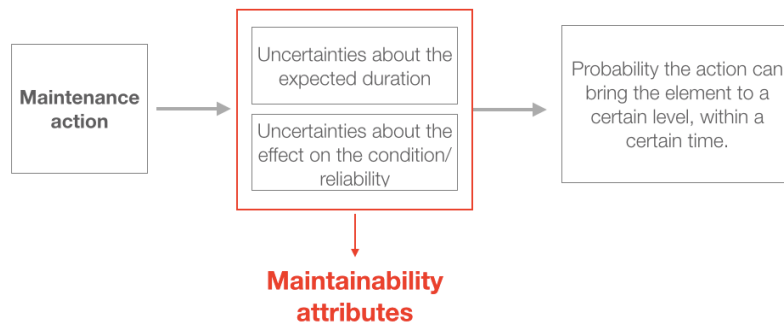 Maintenance
action
Uncertainties about the
expected duration
Uncertainties about the
effect on the condition/
reliability
Probability the action can
bring the element to a
certain level, within a
certain time.
Maintainability
attributes